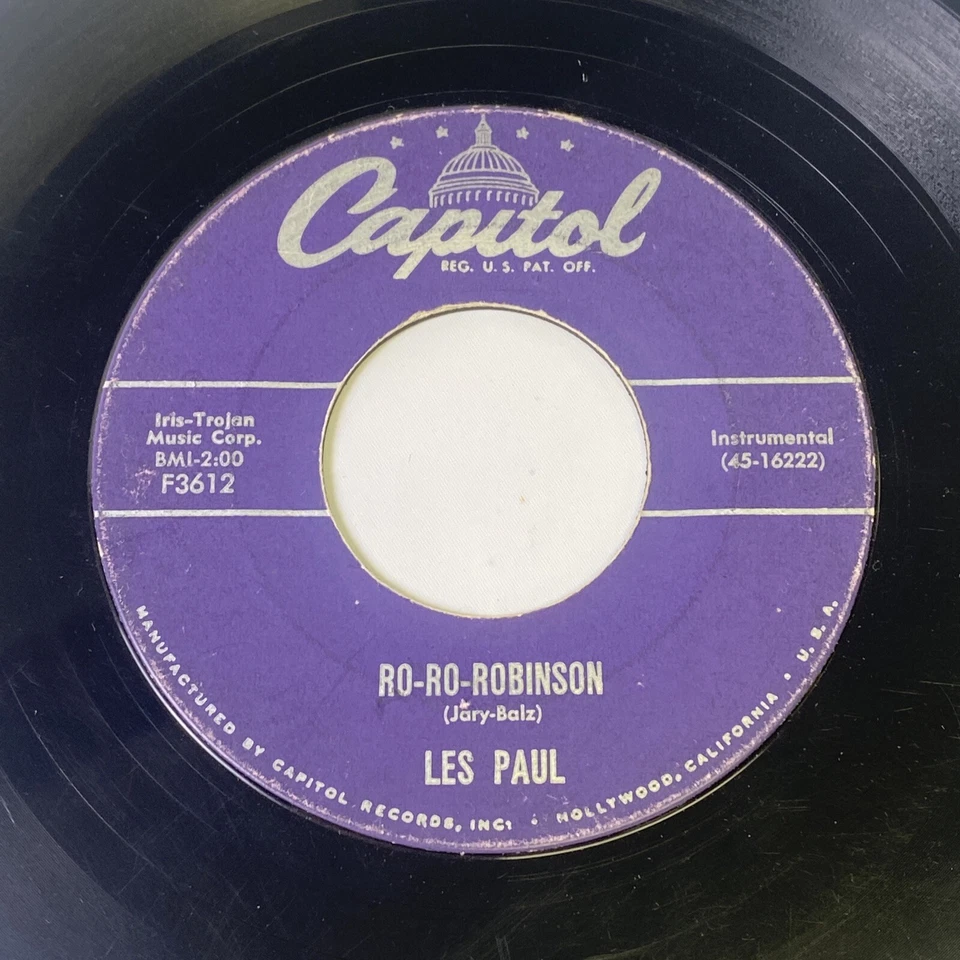 Capitol
REG. U.S. PAT. OFF.
Iris-Trojan
Music Corp.
BMI-2:00
F3612
Instrumental
(45-16222)
RO-RO-ROBINSON
(Jary-Balz)
LES PAUL
MANUFACTURED BY CAPITOL RECORDS, INC. • HOLLYWOOD, CALIFORNIA • U.S.A.